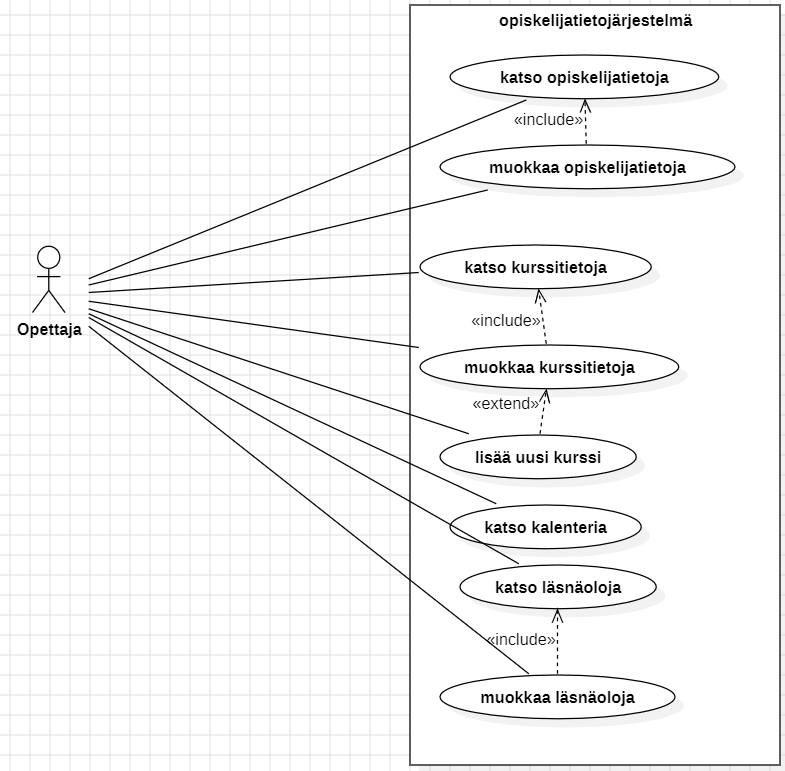 opiskelijatietojärjestelmä
katso opiskelijatietoja
«include»
muokkaa opiskelijatietoja
katso kurssitietoja
«include»
Opettaja
muokkaa kurssitietoja
«extend»
lisää uusi kurssi
katso kalenteria
katso läsnäoloja
«include»
muokkaa läsnäoloja